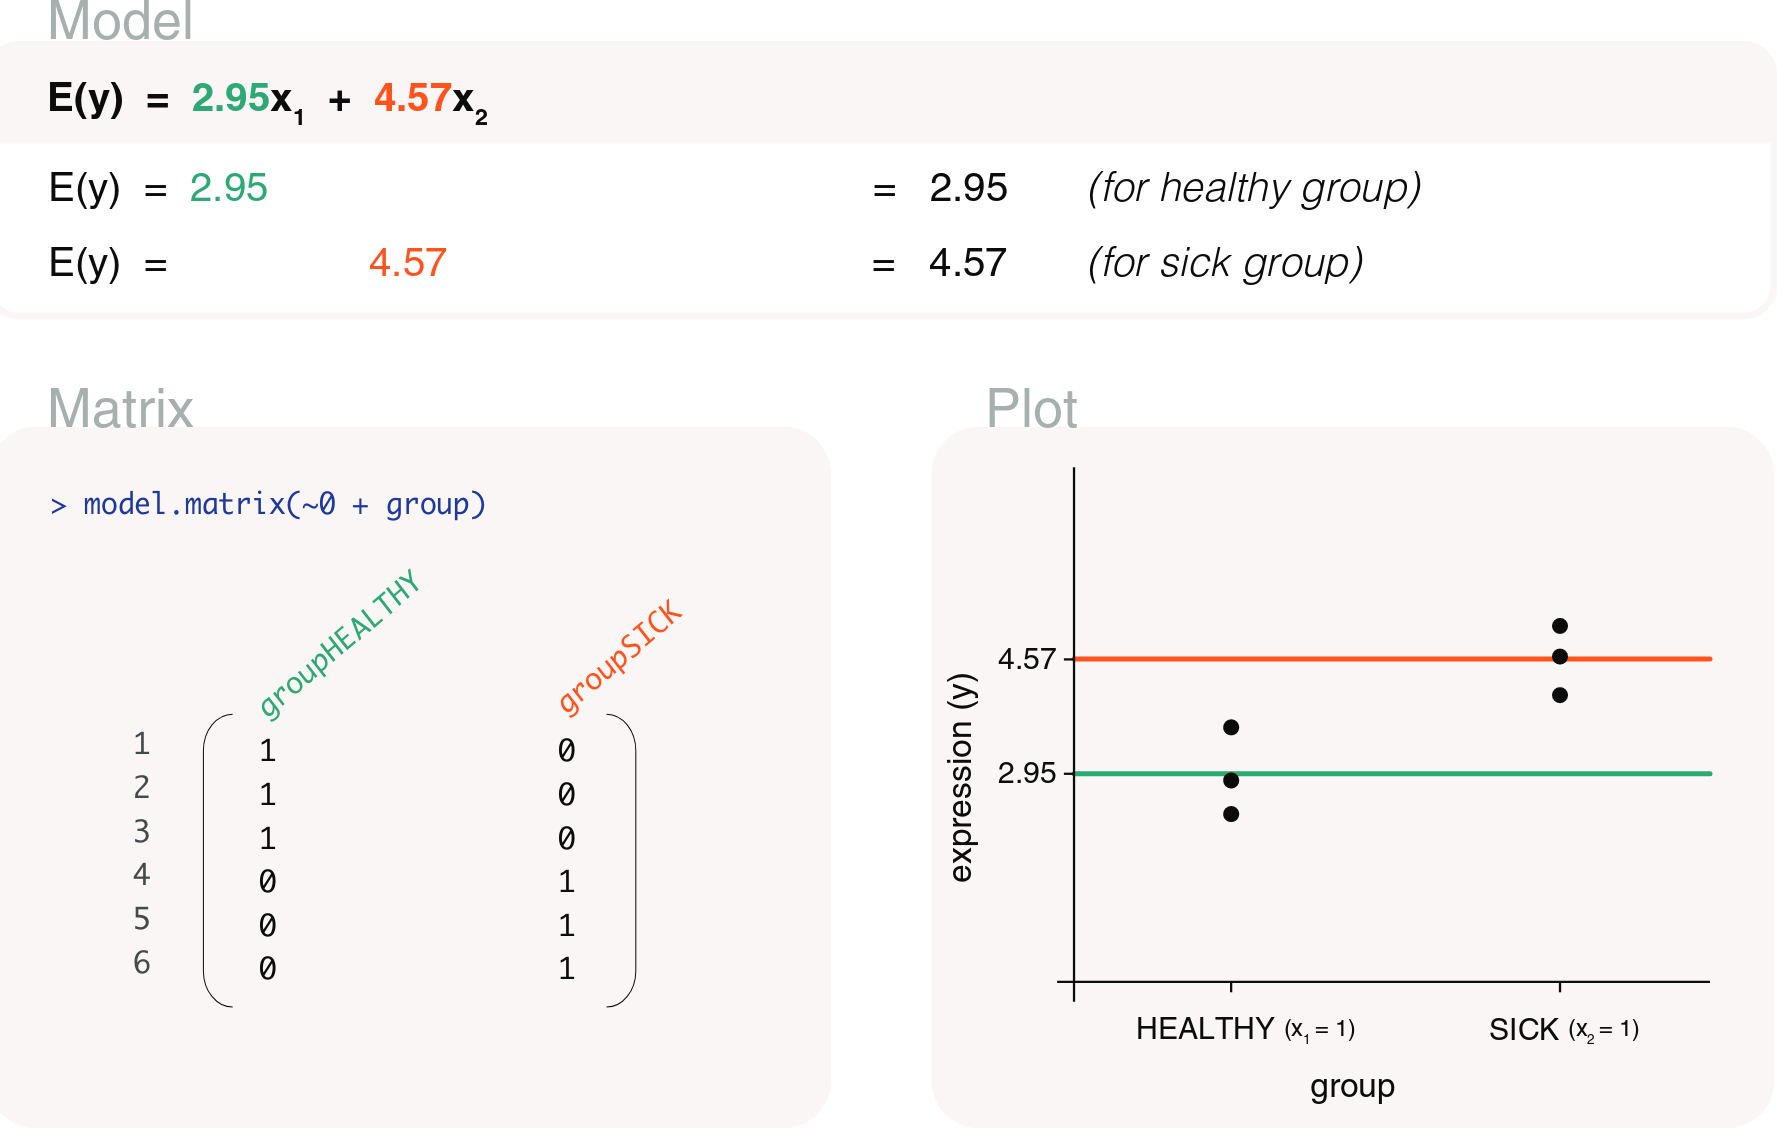 Model
E(y) = 2.95x₁ + 4.57x₂
E(y) = 2.95 = 2.95 (for healthy group)
E(y) = 4.57 = 4.57 (for sick group)
Matrix
> model.matrix(~0 + group)
groupHEALTHY groupSICK
1 1 0
2 1 0
3 1 0
4 0 1
5 0 1
6 0 1
Plot
expression (y)
4.57
2.95
HEALTHY (x₁ = 1) SICK (x₂ = 1)
group